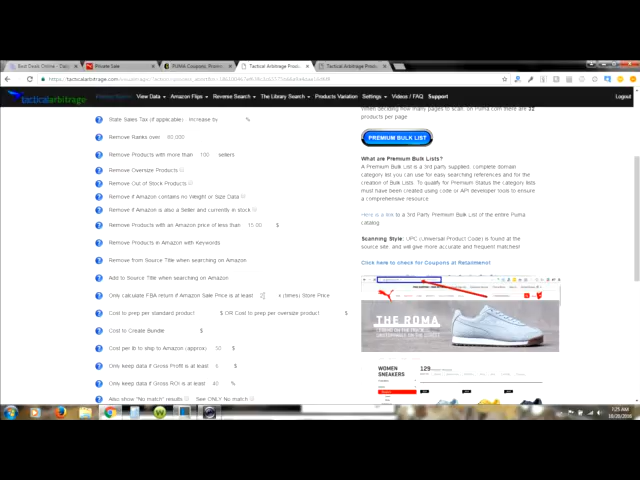 Best Deals Online - Daily
Private Sale
PUMA Coupons, Promo
Tactical Arbitrage Produ
Tactical Arbitrage Produ
tacticalarbitrage
View Data
Amazon Flips
Reverse Search
The Library Search
Products Variation
Settings
Videos / FAQ
Support
Logout
State Sales Tax (if applicable) Increase by %
Remove Ranks over 60,000
Remove Products with more than 100 sellers
Remove Oversize Products
Remove Out of Stock Products
Remove if Amazon contains no Weight or Size Data
Remove if Amazon is also a Seller and currently in stock
Remove Products with an Amazon price of less than 15.00 $
Remove Products in Amazon with Keywords
Remove from Source Title when searching on Amazon
Add to Source Title when searching on Amazon
Only calculate FBA return if Amazon Sale Price is at least x (times) Store Price
Cost to prep per standard product $ OR Cost to prep per oversize product $
Cost to Create Bundle $
Cost per lb to ship to Amazon (approx) .50 $
Only keep data if Gross Profit is at least 6 $
Only keep data if Gross ROI is at least 40 %
Also show "No match" results See ONLY No match
When deciding how many pages to scan, on Puma.com there are 32
products per page
PREMIUM BULK LIST
What are Premium Bulk Lists?
A Premium Bulk List is a 3rd party supplied, complete domain
category list you can use for easy searching references and for the
creation of Bulk Lists. To qualify for Premium Status the category lists
must have been created using code or API developer tools to ensure
a comprehensive resource
Here is a link to a 3rd Party Premium Bulk List of the entire Puma
catalog.
Scanning Style: UPC (Universal Product Code) is found at the
source site, and will give more accurate and frequent matches!
Click here to check for Coupons at Retailmenot
THE ROMA
WOMEN
SNEAKERS
129
7:25 AM